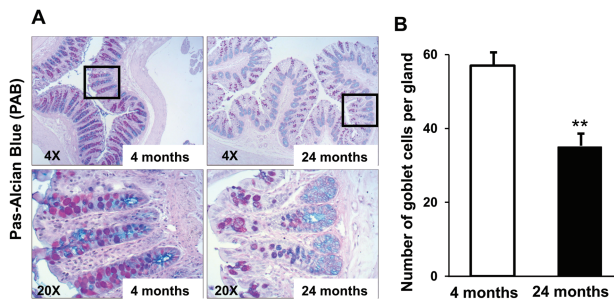 A
Pas-Alcian Blue (PAB)
4X
4 months
4X
24 months
20X
4 months
20X
24 months
B
Number of goblet cells per gland
60
40
20
0
**
4 months
24 months